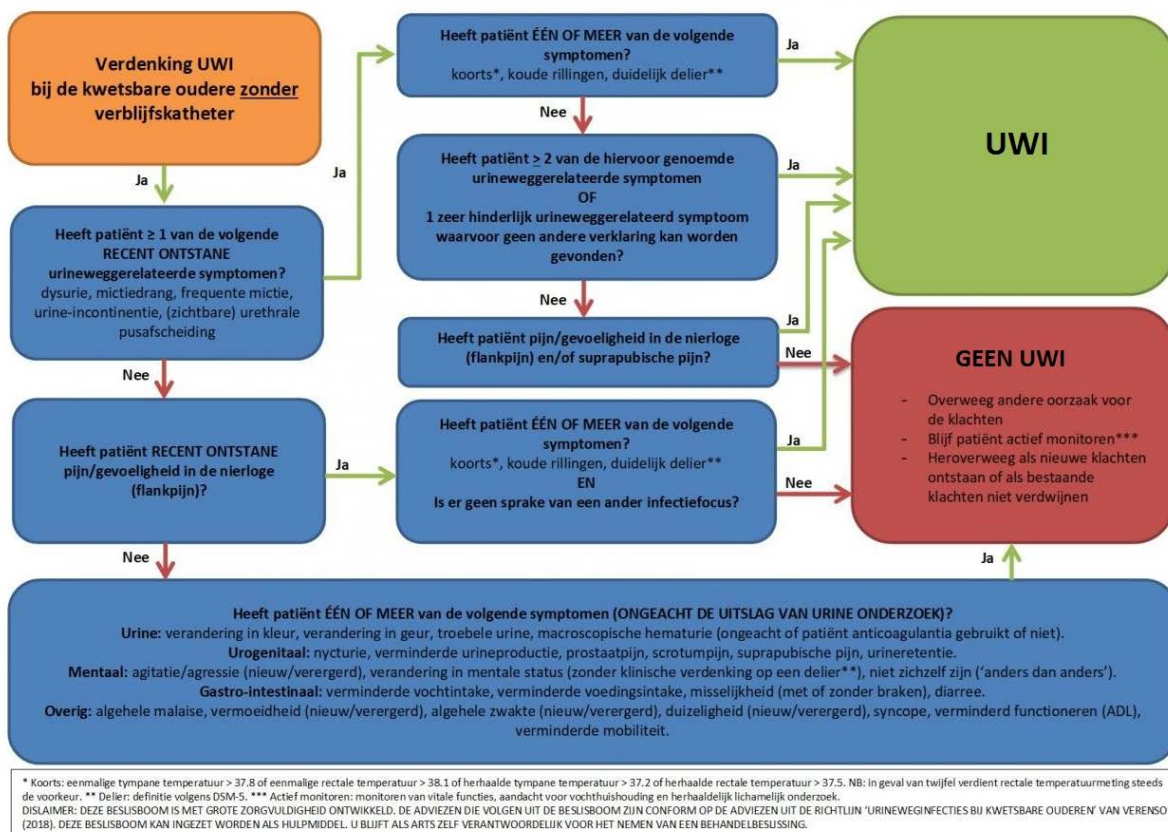 Verdenking UWI
bij de kwetsbare oudere zonder
verblijfskatheter
Ja
Heeft patiënt ≥ 1 van de volgende
RECENT ONTSTANE
urineweggerelateerde symptomen?
dysurie, mictiedrang, frequente mictie,
urine-incontinentie, (zichtbare) urethrale
pusafscheiding
Ja
Nee
Heeft patiënt ÉÉN OF MEER van de volgende
symptomen?
koorts*, koude rillingen, duidelijk delier**
Ja
Nee
Heeft patiënt ≥ 2 van de hiervoor genoemde
urineweggerelateerde symptomen
OF
1 zeer hinderlijk urineweggerelateerd symptoom
waarvoor geen andere verklaring kan worden
gevonden?
Ja
Nee
Heeft patiënt pijn/gevoeligheid in de nierloge
(flankpijn) en/of suprapubische pijn?
Ja
Nee
UWI
GEEN UWI
- Overweeg andere oorzaak voor
de klachten
- Blijf patiënt actief monitoren***
- Heroverweeg als nieuwe klachten
ontstaan of als bestaande
klachten niet verdwijnen
Heeft patiënt RECENT ONTSTANE
pijn/gevoeligheid in de nierloge
(flankpijn)?
Ja
Nee
Heeft patiënt ÉÉN OF MEER van de volgende
symptomen?
koorts*, koude rillingen, duidelijk delier**
EN
Is er geen sprake van een ander infectiefocus?
Ja
Nee
Ja
Heeft patiënt ÉÉN OF MEER van de volgende symptomen (ONGEACHT DE UITSLAG VAN URINE ONDERZOEK)?
Urine: verandering in kleur, verandering in geur, troebele urine, macroscopische hematurie (ongeacht of patiënt anticoagulantia gebruikt of niet).
Urogenitaal: nycturie, verminderde urineproductie, prostaatpijn, scrotumpijn, suprapubische pijn, urineretentie.
Mentaal: agitatie/agressie (nieuw/verergerd), verandering in mentale status (zonder klinische verdenking op een delier**), niet zichzelf zijn (‘anders dan anders’).
Gastro-intestinaal: verminderde vochtintake, verminderde voedingsintake, misselijkheid (met of zonder braken), diarree.
Overig: algehele malaise, vermoeidheid (nieuw/verergerd), algehele zwakte (nieuw/verergerd), duizeligheid (nieuw/verergerd), syncope, verminderd functioneren (ADL),
verminderde mobiliteit.
* Koorts: eenmalige tympane temperatuur > 37.8 of eenmalige rectale temperatuur > 38.1 of herhaalde tympane temperatuur > 37.2 of herhaalde rectale temperatuur > 37.5. NB: in geval van twijfel verdient rectale temperatuurmeting steeds
de voorkeur. ** Delier: definitie volgens DSM-5. *** Actief monitoren: monitoren van vitale functies, aandacht voor vochthuishouding en herhaaldelijk lichamelijk onderzoek.
DISLAIMER: DEZE BESLISBOOM IS MET GROTE ZORGVULDIGHEID ONTWIKKELD. DE ADVIEZEN DIE VOLGEN UIT DE BESLISBOOM ZIJN CONFORM OP DE ADVIEZEN UIT DE RICHTLIJN ‘URINEWEGINFECTIES BIJ KWETSBARE OUDEREN’ VAN VERENSO
(2018). DEZE BESLISBOOM KAN INGEZET WORDEN ALS HULPMIDDEL. U BLIJFT ALS ARTS ZELF VERANTWOORDELIJK VOOR HET NEMEN VAN EEN BEHANDELBESLISSING.